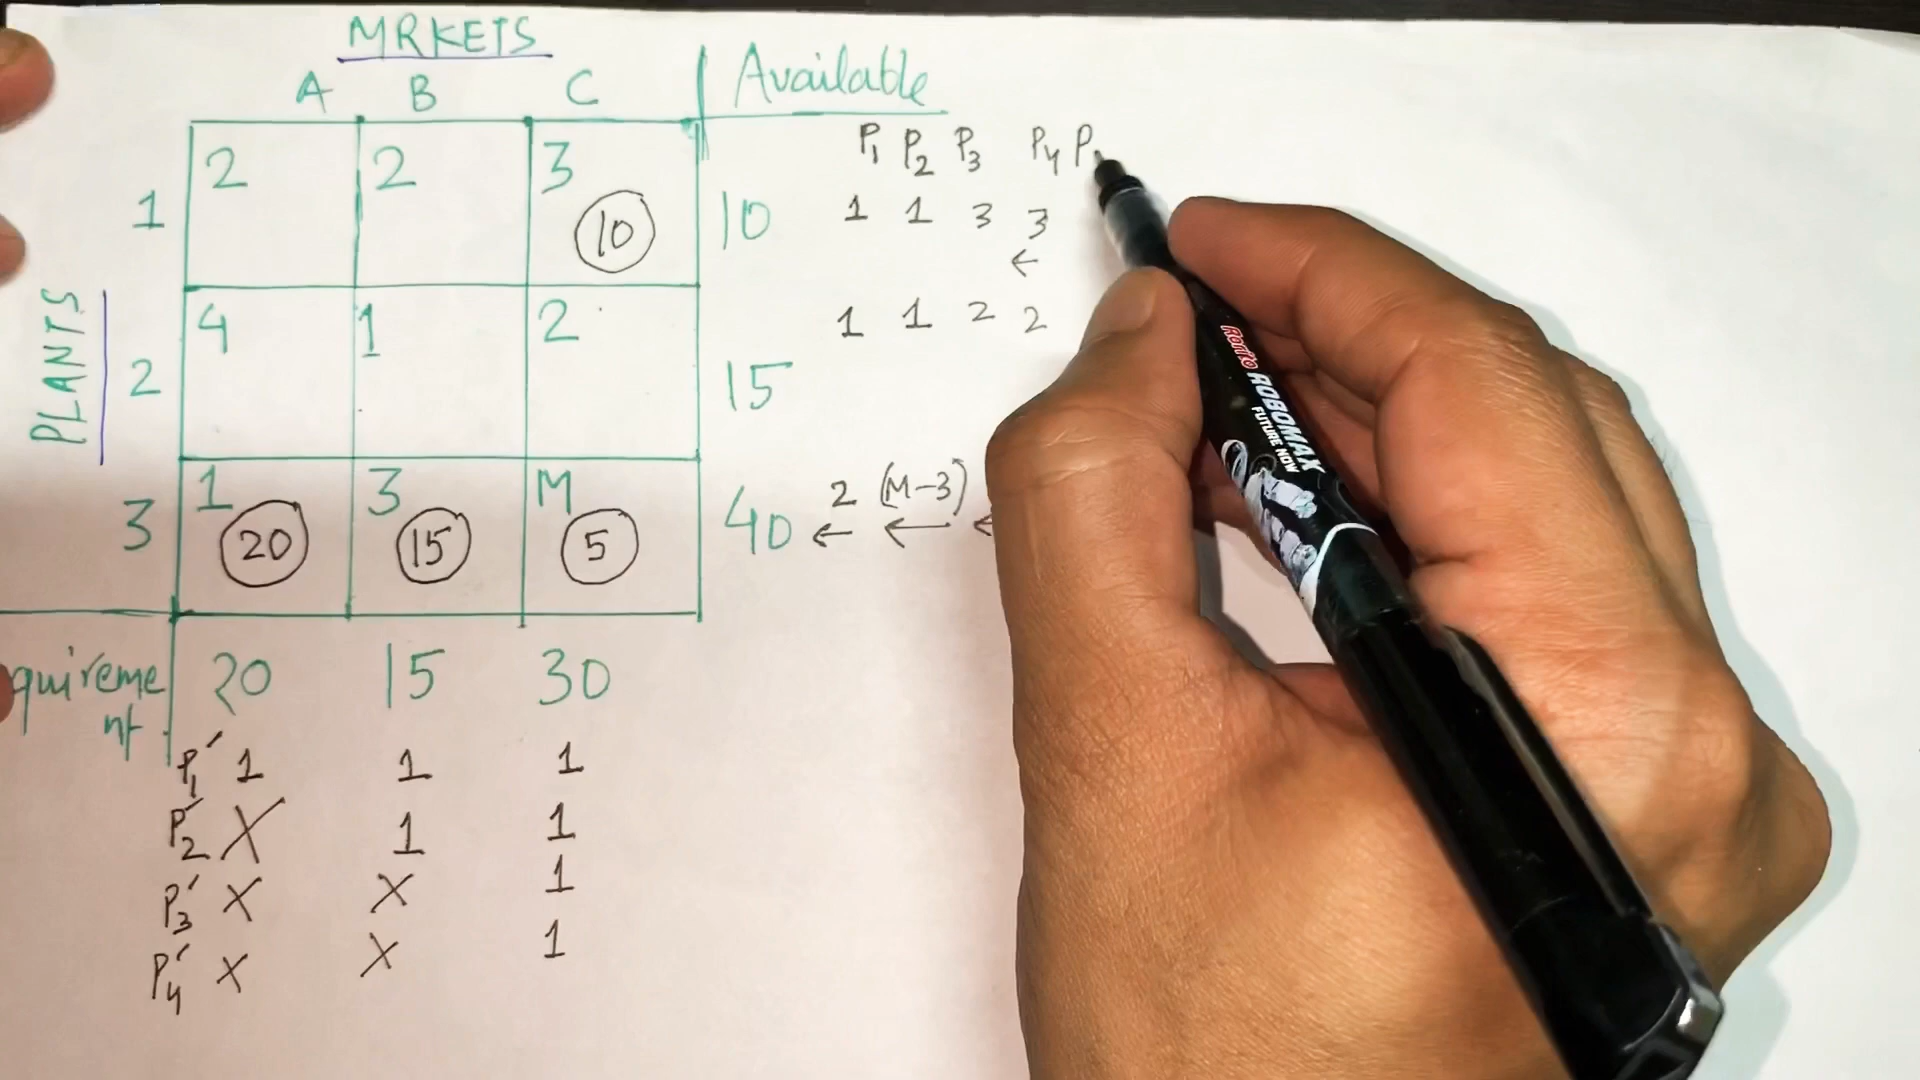 MRKETS
A B C Available
P1 P2 P3 P4 P
2 2 3
1 10 10 1 1 3 3
←
PLANTS
4 1 2
2 15 1 1 2 2
1 3 M
3 20 15 5 40 2 (M-3)
← ← ←
quireme
nt
20 15 30
P1' 1 1 1
P2' X 1 1
P3' X X 1
P4' X X 1
Rorito ROBOMAX
FUTURE NOW